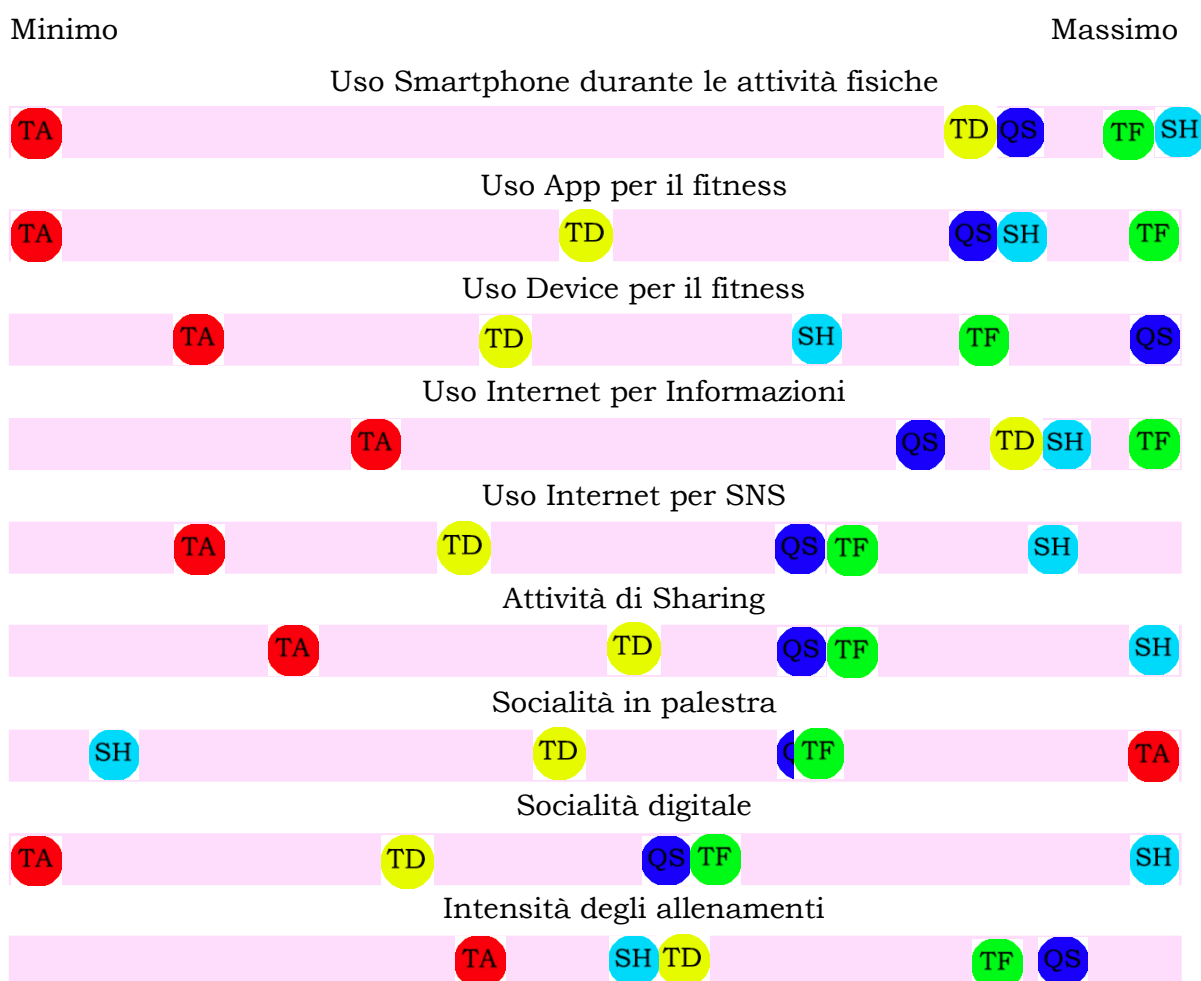 Minimo Massimo
Uso Smartphone durante le attività fisiche
TA TD QS TF SH
Uso App per il fitness
TA TD QS SH TF
Uso Device per il fitness
TA TD SH TF QS
Uso Internet per Informazioni
TA QS TD SH TF
Uso Internet per SNS
TA TD QS TF SH
Attività di Sharing
TA TD QS TF SH
Socialità in palestra
SH TD Q TF TA
Socialità digitale
TA TD QS TF SH
Intensità degli allenamenti
TA SH TD TF QS